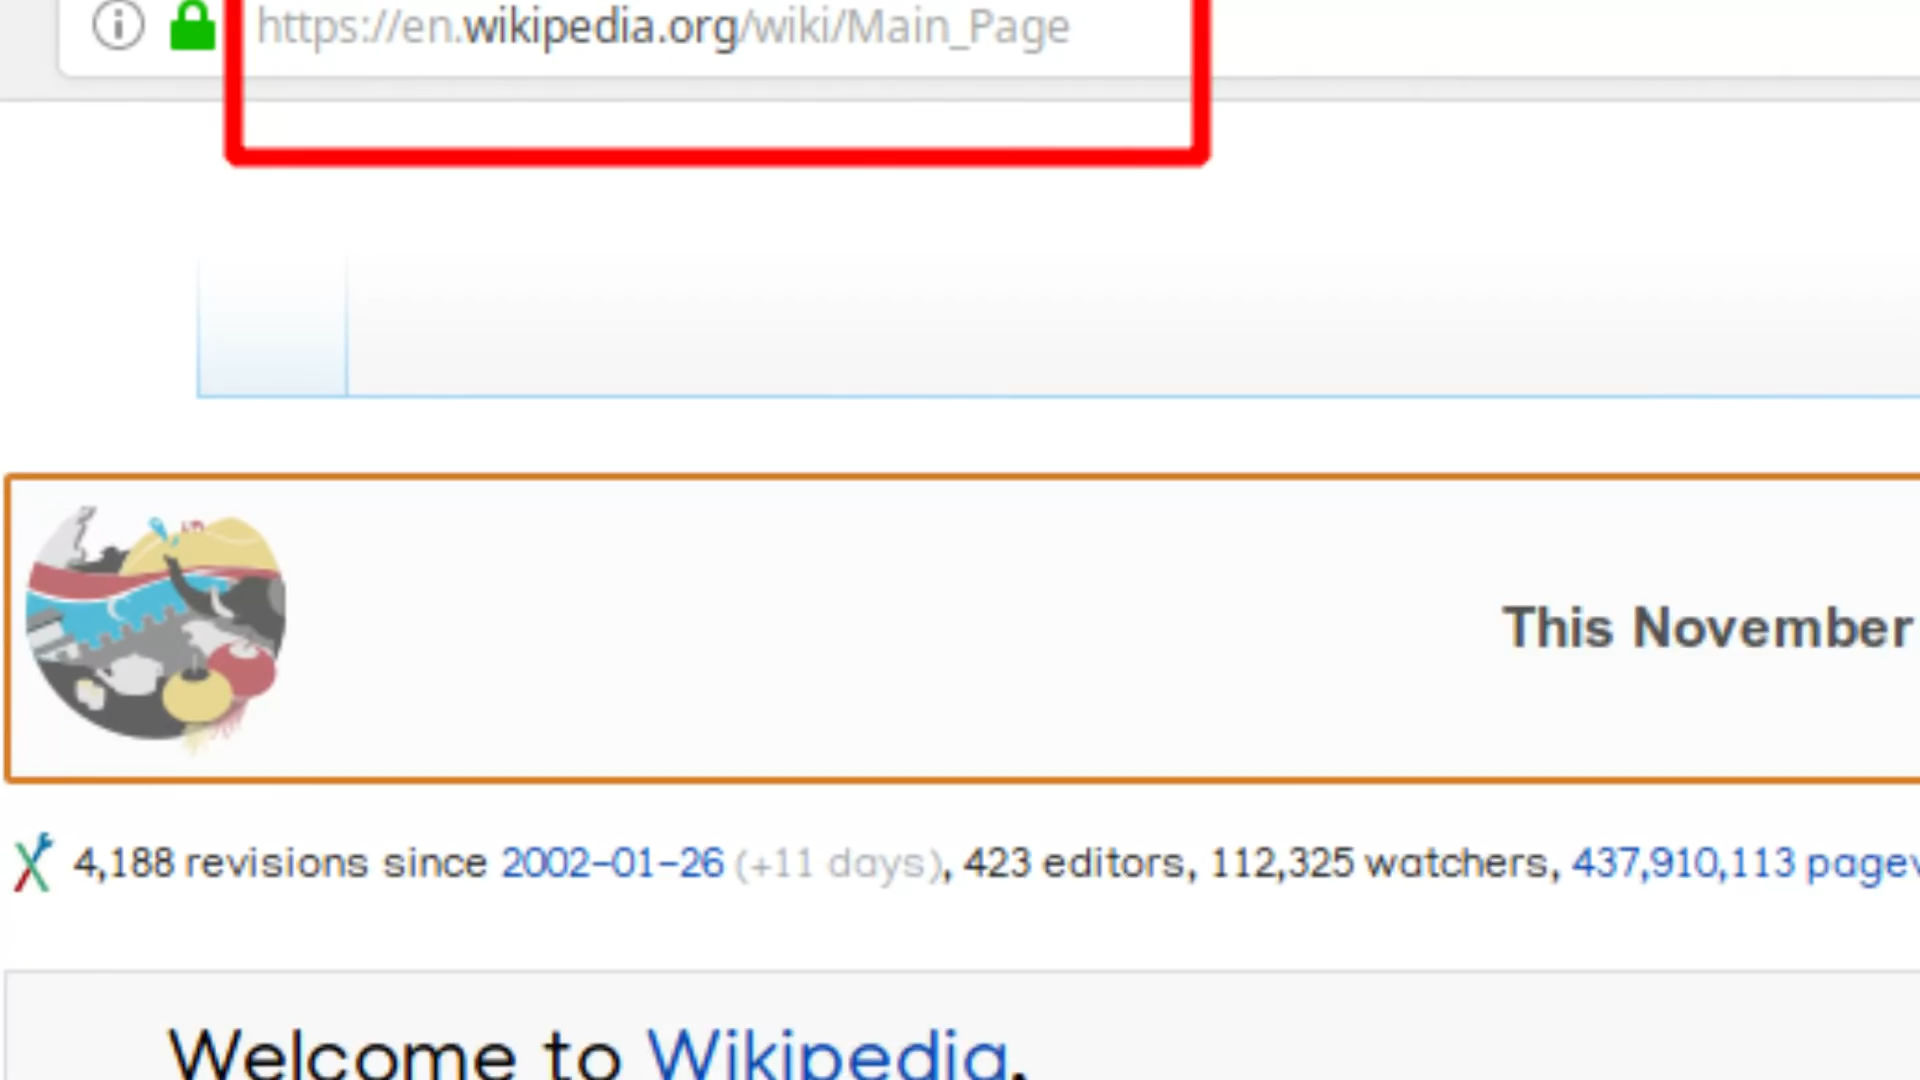 https://en.wikipedia.org/wiki/Main_Page
This November
4,188 revisions since 2002-01-26 (+11 days), 423 editors, 112,325 watchers, 437,910,113 pagev
Welcome to Wikipedia,